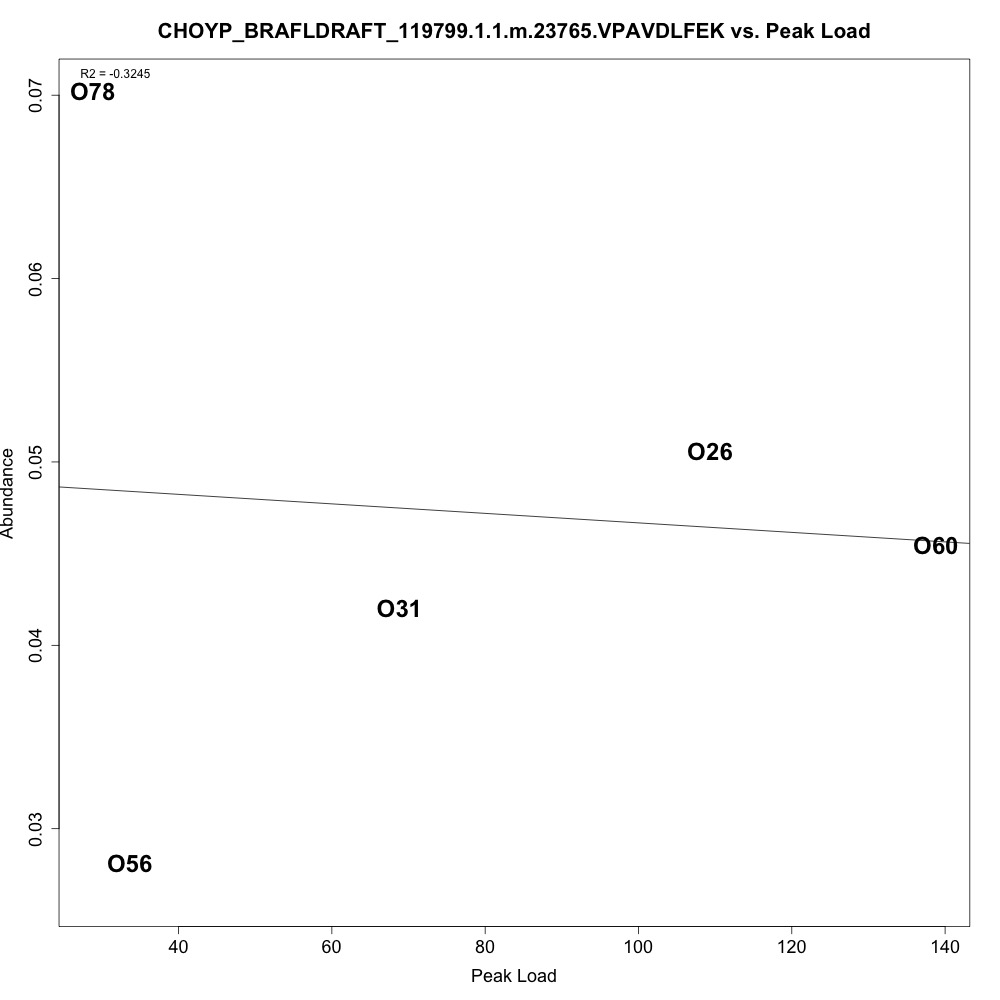 CHOYP_BRAFLDRAFT_119799.1.1.m.23765.VPAVDLFEK vs. Peak Load
R2 = -0.3245
O78
0.07
0.06
O26
0.05
Abundance
O60
O31
0.04
0.03
O56
40 60 80 100 120 140
Peak Load